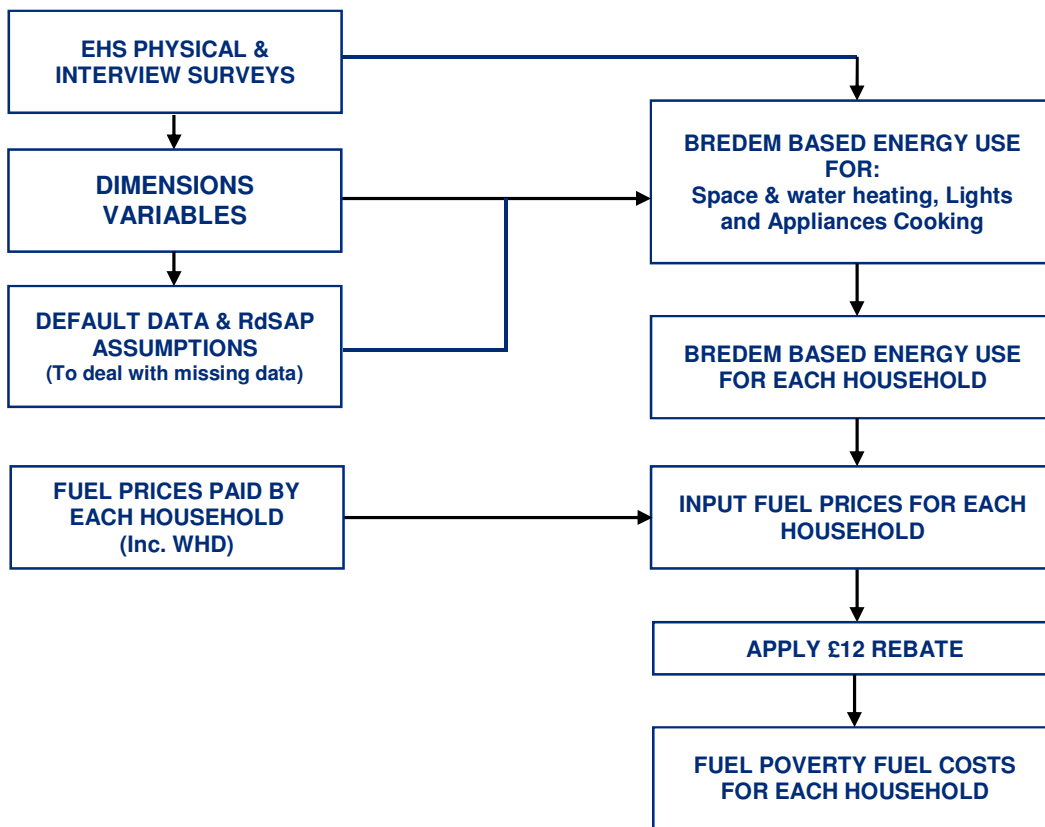 EHS PHYSICAL &
INTERVIEW SURVEYS
DIMENSIONS
VARIABLES
DEFAULT DATA & RdSAP
ASSUMPTIONS
(To deal with missing data)
FUEL PRICES PAID BY
EACH HOUSEHOLD
(Inc. WHD)
BREDEM BASED ENERGY USE
FOR:
Space & water heating, Lights
and Appliances Cooking
BREDEM BASED ENERGY USE
FOR EACH HOUSEHOLD
INPUT FUEL PRICES FOR EACH
HOUSEHOLD
APPLY £12 REBATE
FUEL POVERTY FUEL COSTS
FOR EACH HOUSEHOLD